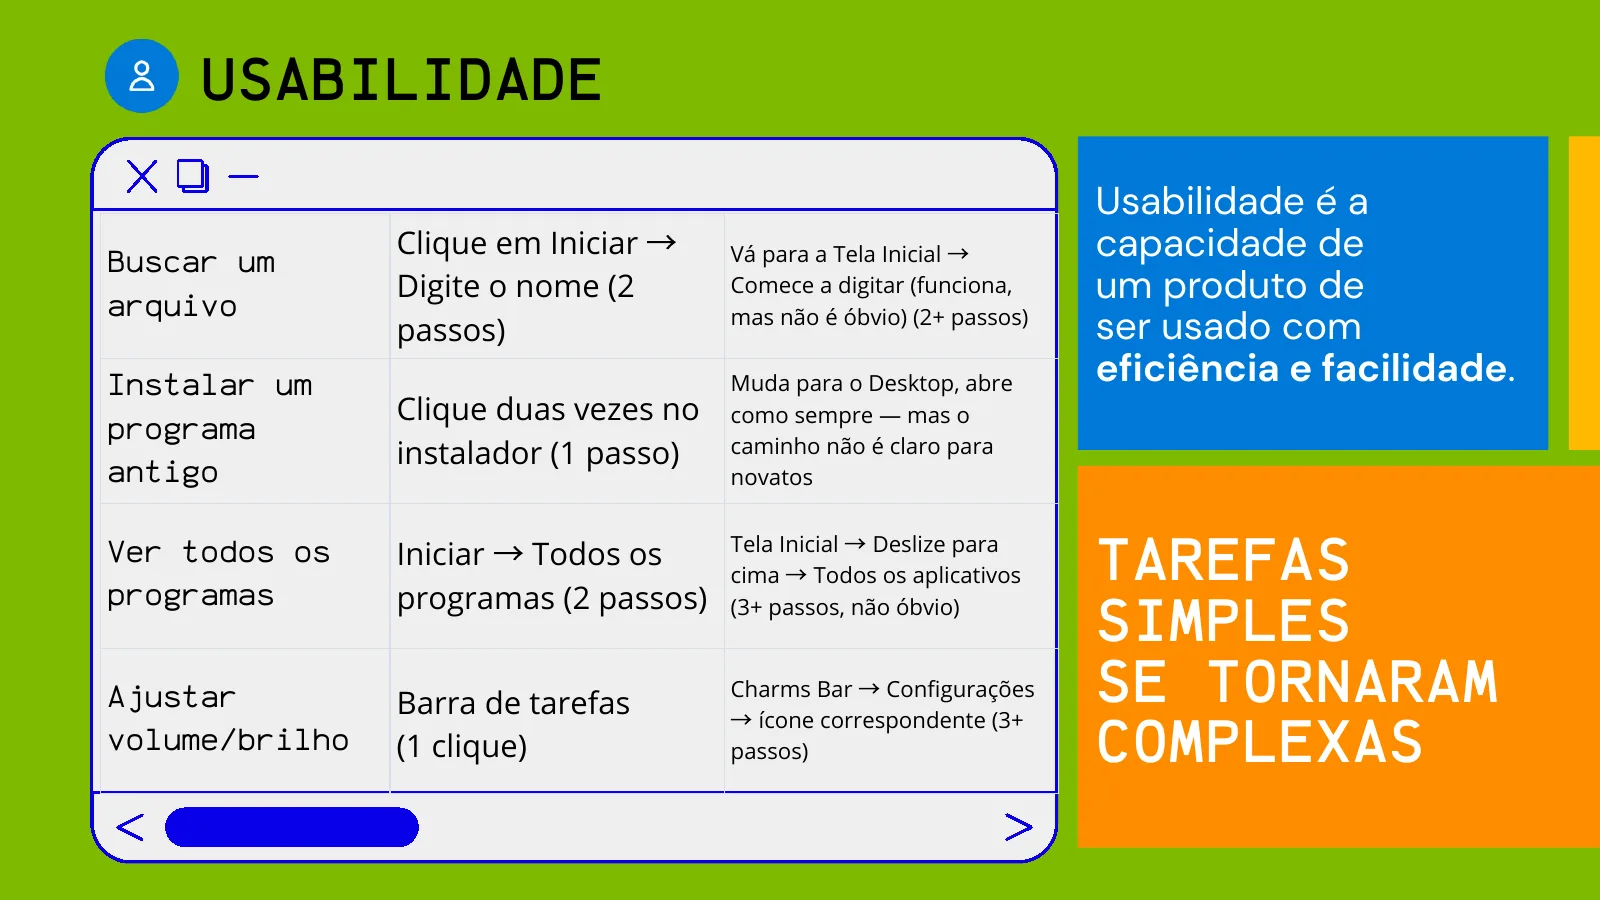 USABILIDADE
Buscar um
arquivo
Clique em Iniciar →
Digite o nome (2
passos)
Vá para a Tela Inicial →
Comece a digitar (funciona,
mas não é óbvio) (2+ passos)
Instalar um
programa
antigo
Clique duas vezes no
instalador (1 passo)
Muda para o Desktop, abre
como sempre — mas o
caminho não é claro para
novatos
Ver todos os
programas
Iniciar → Todos os
programas (2 passos)
Tela Inicial → Deslize para
cima → Todos os aplicativos
(3+ passos, não óbvio)
Ajustar
volume/brilho
Barra de tarefas
(1 clique)
Charms Bar → Configurações
→ ícone correspondente (3+
passos)
Usabilidade é a
capacidade de
um produto de
ser usado com
eficiência e facilidade.
TAREFAS
SIMPLES
SE TORNARAM
COMPLEXAS